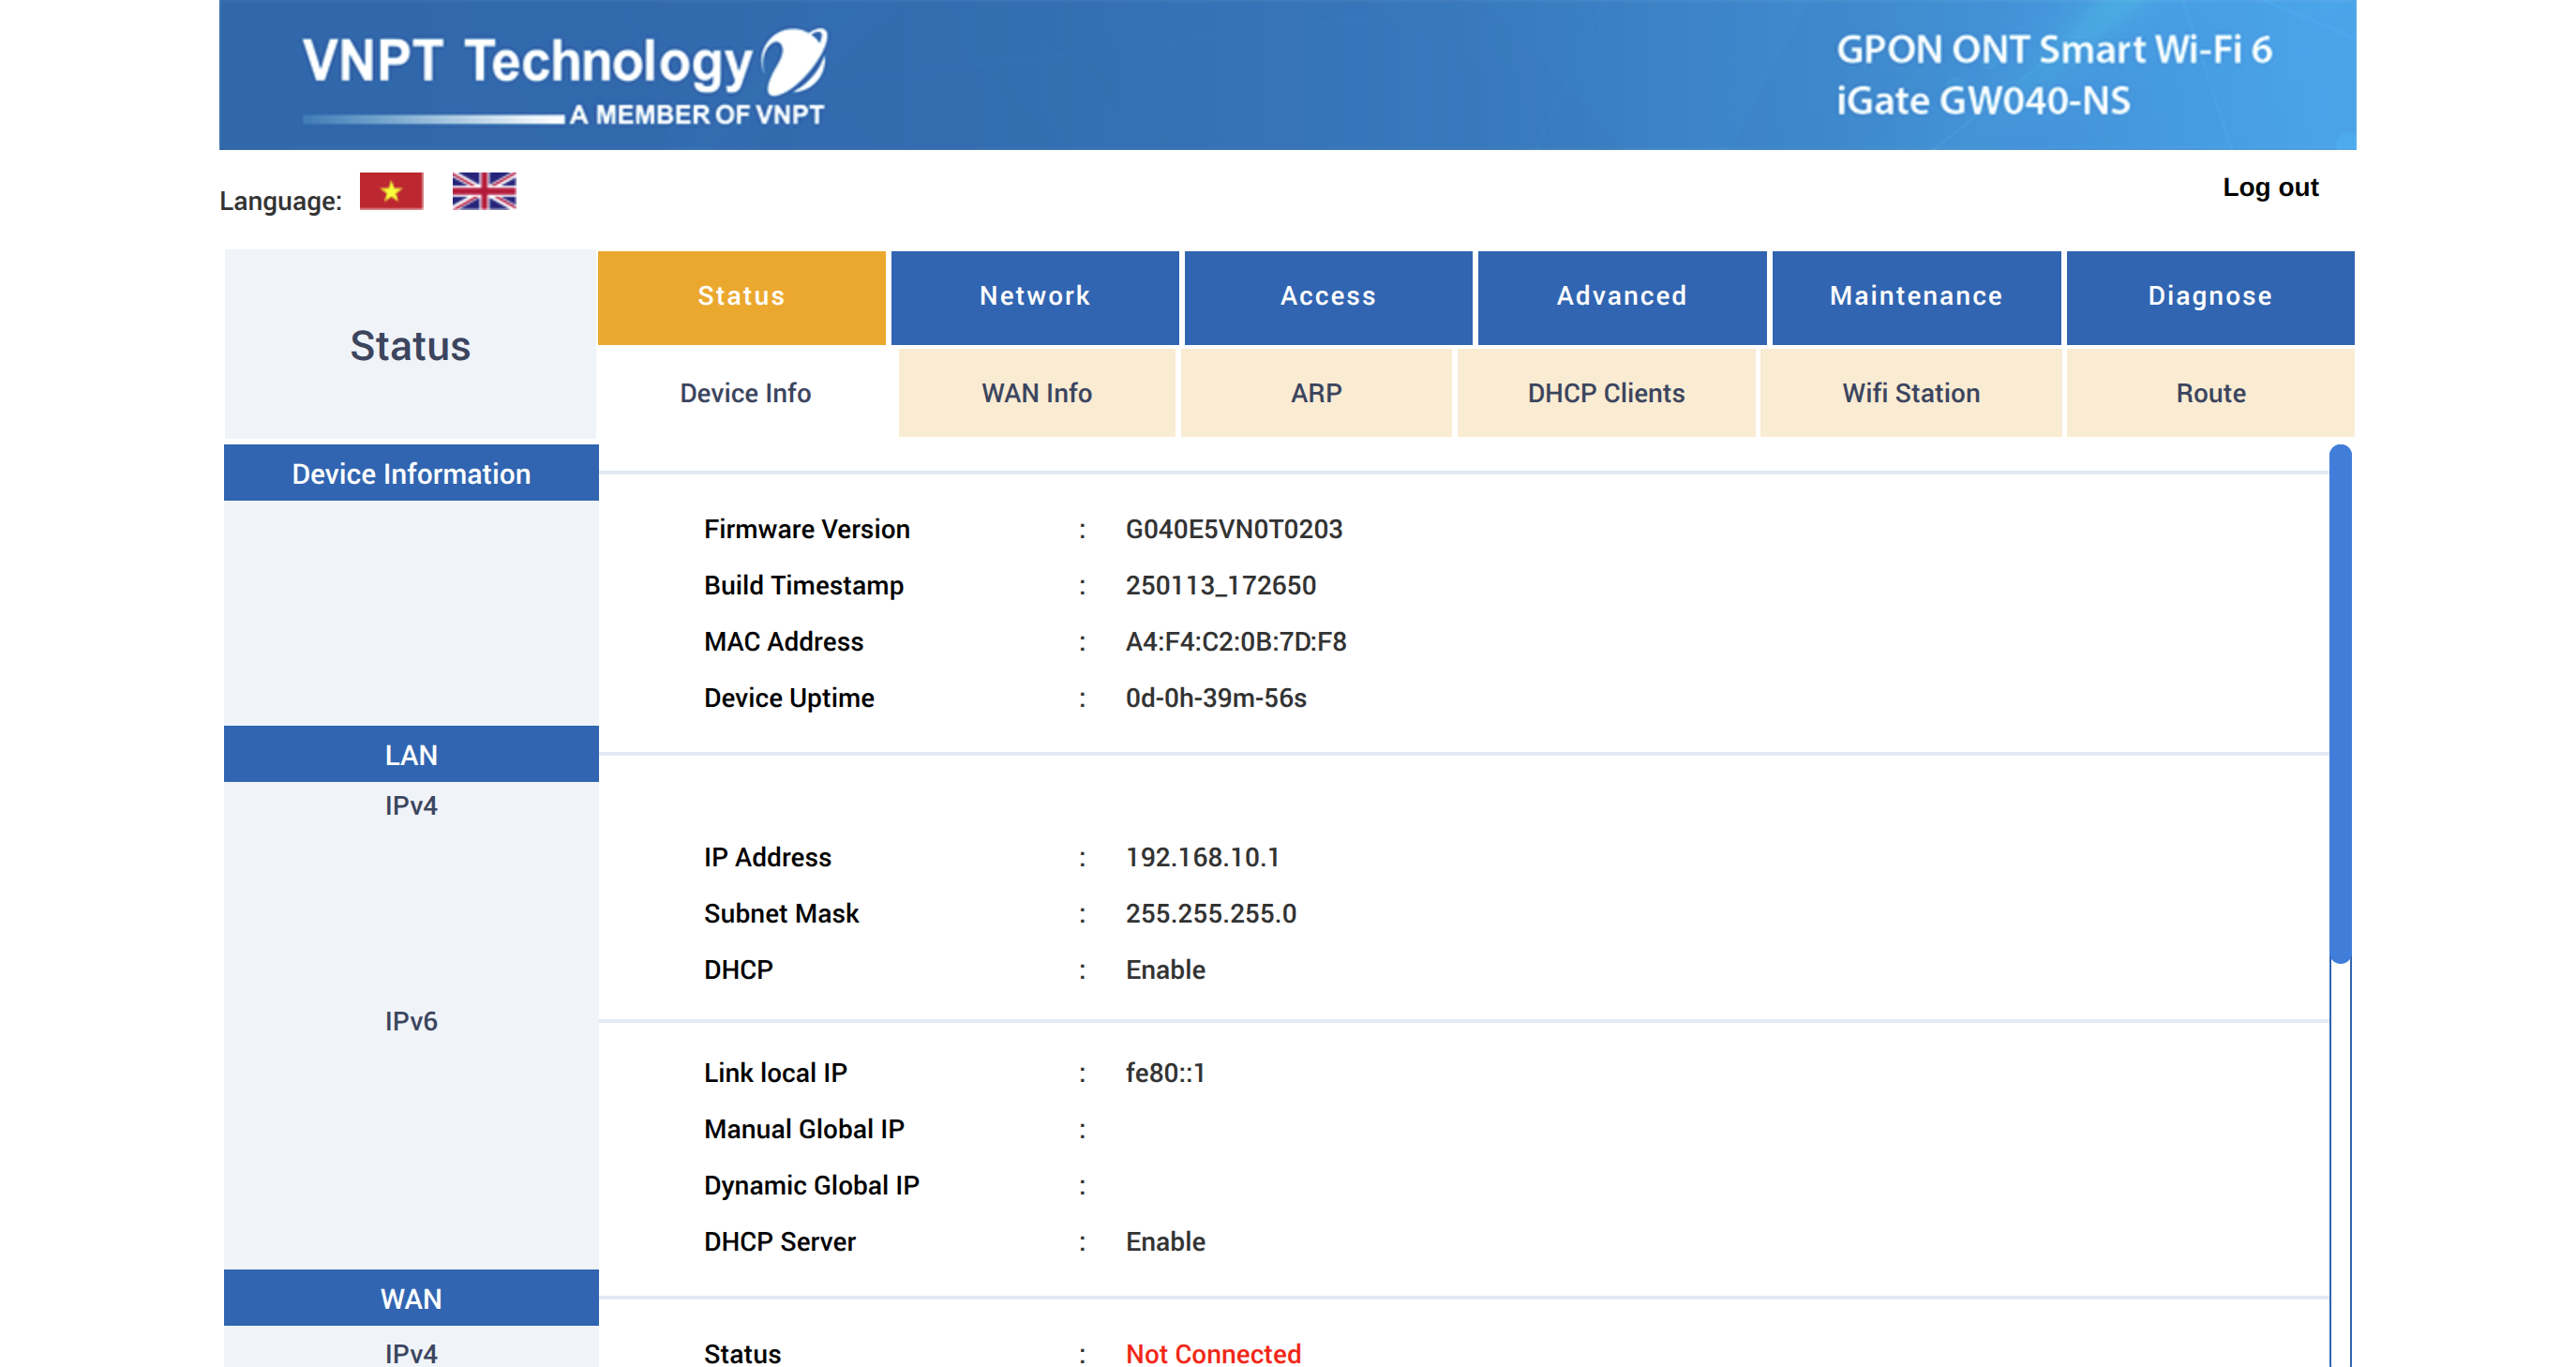 VNPT Technology
A MEMBER OF VNPT
GPON ONT Smart Wi-Fi 6
iGate GW040-NS
Language:
Log out
Status
Status Network Access Advanced Maintenance Diagnose
Device Info WAN Info ARP DHCP Clients Wifi Station Route
Device Information
Firmware Version : G040E5VN0T0203
Build Timestamp : 250113_172650
MAC Address : A4:F4:C2:0B:7D:F8
Device Uptime : 0d-0h-39m-56s
LAN
IPv4
IP Address : 192.168.10.1
Subnet Mask : 255.255.255.0
DHCP : Enable
IPv6
Link local IP : fe80::1
Manual Global IP :
Dynamic Global IP :
DHCP Server : Enable
WAN
IPv4
Status : Not Connected